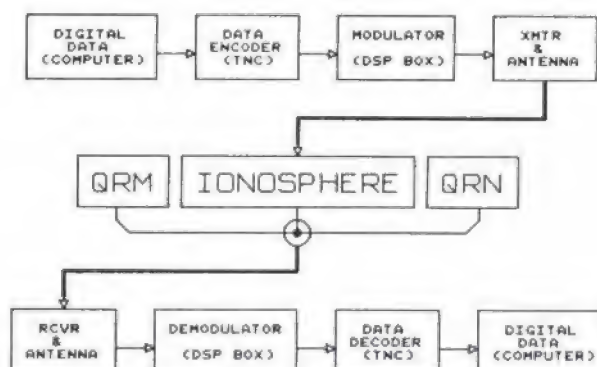 DIGITAL
DATA
(COMPUTER)
DATA
ENCODER
(TNC)
MODULATOR
(DSP BOX)
XMTR
&
ANTENNA
QRM
IONOSPHERE
QRN
RCVR
&
ANTENNA
DEMODULATOR
(DSP BOX)
DATA
DECODER
(TNC)
DIGITAL
DATA
(COMPUTER)